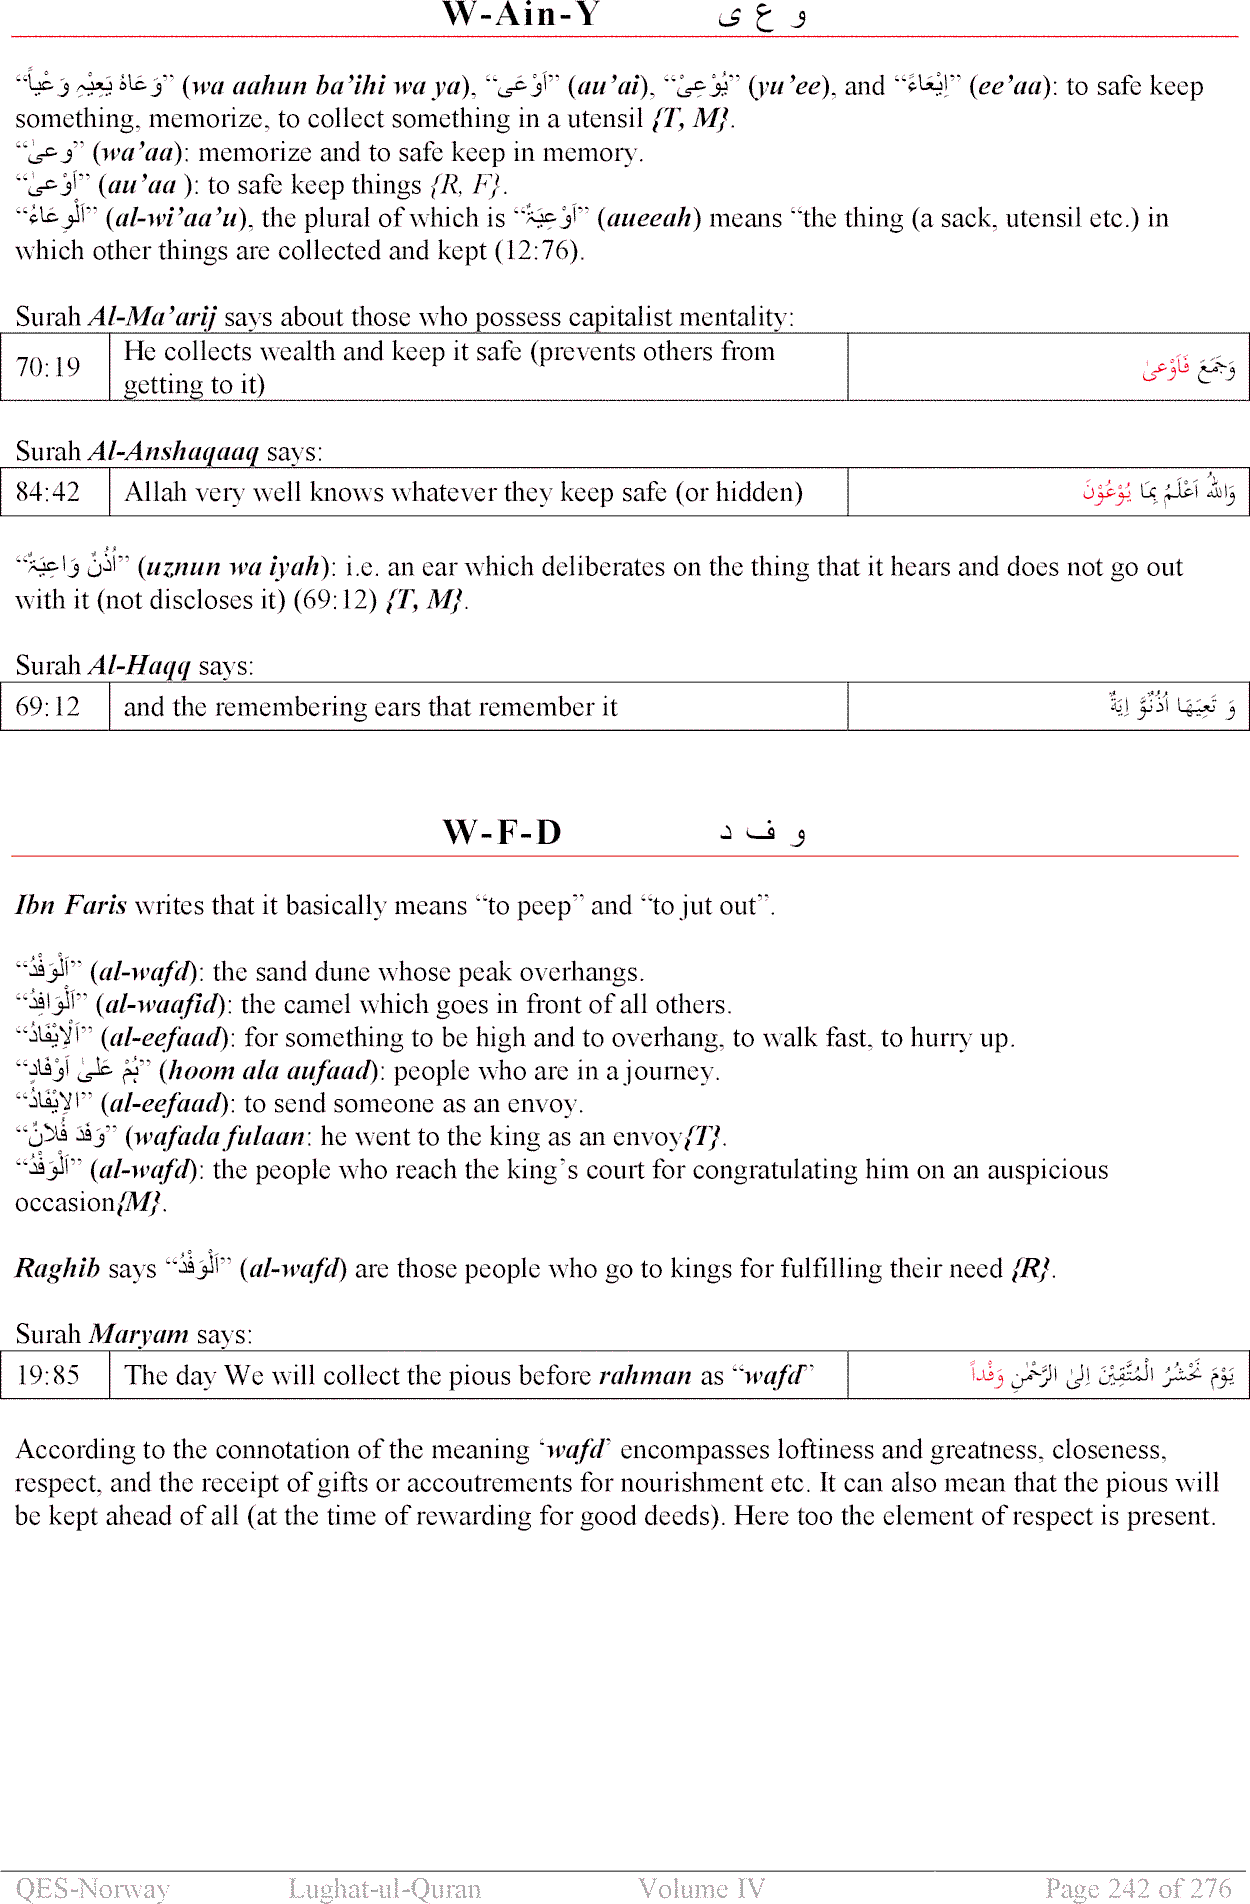 W-Ain-Y و ع ى
“وَعَاهُ يَعِيْہِ وَعْياً” (wa aahun ba’ihi wa ya), “اَوْعَى” (au’ai), “يُوْعِىْ” (yu’ee), and “اِيْعَاءً” (ee’aa): to safe keep
something, memorize, to collect something in a utensil {T, M}.
“وعىٰ” (wa’aa): memorize and to safe keep in memory.
“اَوْعىٰ” (au’aa ): to safe keep things {R, F}.
“اَلْوِعَاءُ” (al-wi’aa’u), the plural of which is “اَوْعِيَۃٌ” (aueeah) means “the thing (a sack, utensil etc.) in
which other things are collected and kept (12:76).
Surah Al-Ma’arij says about those who possess capitalist mentality:
70:19 He collects wealth and keep it safe (prevents others from
getting to it) وَجَمَعَ فَاَوْعىٰ
Surah Al-Anshaqaaq says:
84:42 Allah very well knows whatever they keep safe (or hidden) وَاللهُ اَعْلَمُ بِمَا يُوْعُوْنَ
“اُذُنٌ وَاعِيَۃٌ” (uznun wa iyah): i.e. an ear which deliberates on the thing that it hears and does not go out
with it (not discloses it) (69:12) {T, M}.
Surah Al-Haqq says:
69:12 and the remembering ears that remember it وَ تَعِيَهَا اُذُنٌوَّ اِيَةٌ
W-F-D و ف د
Ibn Faris writes that it basically means “to peep” and “to jut out”.
“اَلْوَفْدُ” (al-wafd): the sand dune whose peak overhangs.
“اَلْوَافِدُ” (al-waafid): the camel which goes in front of all others.
“اَلْاِيْفَادُ” (al-eefaad): for something to be high and to overhang, to walk fast, to hurry up.
“ہُمْ عَلىٰ اَوْفَادٍ” (hoom ala aufaad): people who are in a journey.
“الاِيْفَادُ” (al-eefaad): to send someone as an envoy.
“وَفَدَ فُلَانٌ” (wafada fulaan: he went to the king as an envoy{T}.
“اَلْوَفْدُ” (al-wafd): the people who reach the king’s court for congratulating him on an auspicious
occasion{M}.
Raghib says “اَلْوَفْدُ” (al-wafd) are those people who go to kings for fulfilling their need {R}.
Surah Maryam says:
19:85 The day We will collect the pious before rahman as “wafd” يَوْمَ نَحْشُرُ الْمُتَّقِيْنَ اِلىٰ الرَّحْمٰنِ وَفْداً
According to the connotation of the meaning ‘wafd’ encompasses loftiness and greatness, closeness,
respect, and the receipt of gifts or accoutrements for nourishment etc. It can also mean that the pious will
be kept ahead of all (at the time of rewarding for good deeds). Here too the element of respect is present.
QES-Norway Lughat-ul-Quran Volume IV Page 242 of 276